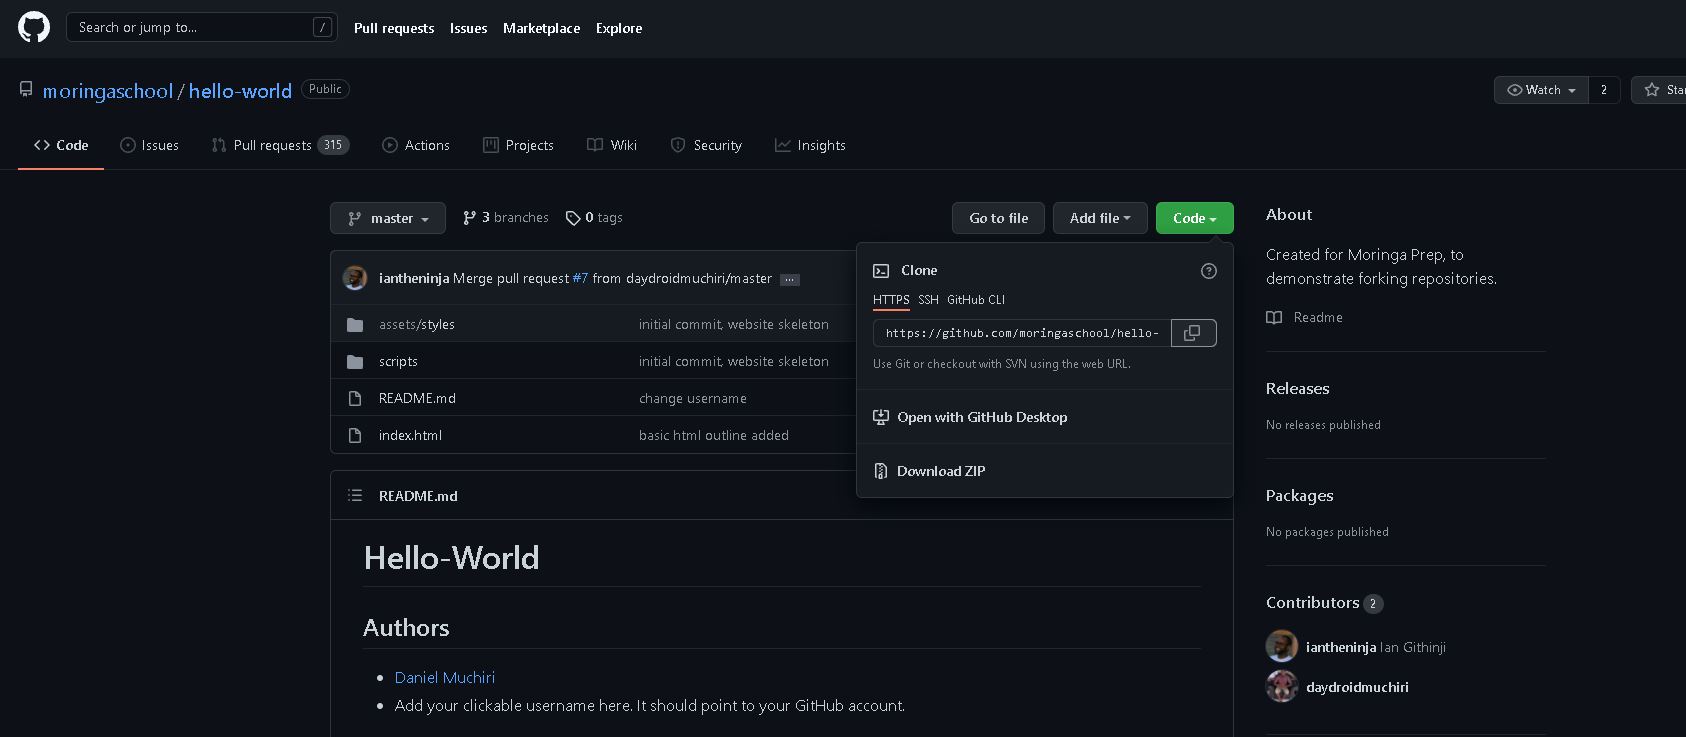 Search or jump to... /
Pull requests Issues Marketplace Explore
moringaschool / hello-world Public
Watch 2
Code Issues Pull requests 315 Actions Projects Wiki Security Insights
master 3 branches 0 tags
Go to file Add file Code
iantheninja Merge pull request #7 from daydroidmuchiri/master ...
assets/styles initial commit, website skeleton
scripts initial commit, website skeleton
README.md change username
index.html basic html outline added
Clone
HTTPS SSH GitHub CLI
https://github.com/moringaschool/hello-
Use Git or checkout with SVN using the web URL.
Open with GitHub Desktop
Download ZIP
README.md
Hello-World
Authors
Daniel Muchiri
Add your clickable username here. It should point to your GitHub account.
About
Created for Moringa Prep, to
demonstrate forking repositories.
Readme
Releases
No releases published
Packages
No packages published
Contributors 2
iantheninja Ian Githinji
daydroidmuchiri